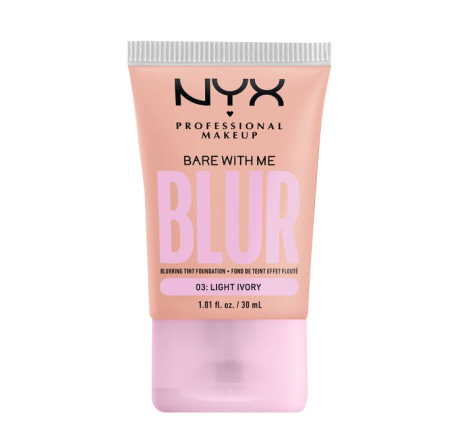 NYX
PROFESSIONAL
MAKEUP
BARE WITH ME
BLUR
BLURRING TINT FOUNDATION • FOND DE TEINT EFFET FLOUTÉ
03: LIGHT IVORY
1.01 fl. oz. / 30 mL